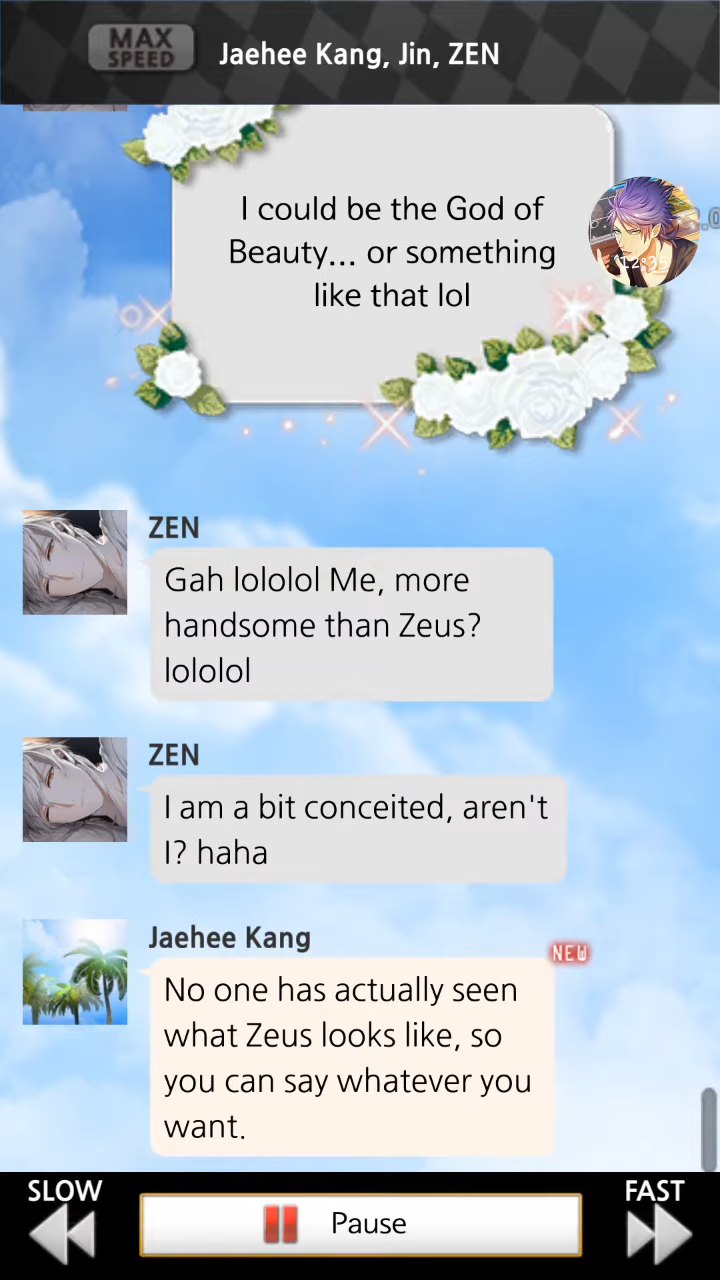 MAX
SPEED
Jaehee Kang, Jin, ZEN
I could be the God of
Beauty... or something
like that lol
12:35
ZEN
Gah lololol Me, more
handsome than Zeus?
lololol
ZEN
I am a bit conceited, aren't
I? haha
Jaehee Kang
NEW
No one has actually seen
what Zeus looks like, so
you can say whatever you
want.
SLOW
Pause
FAST